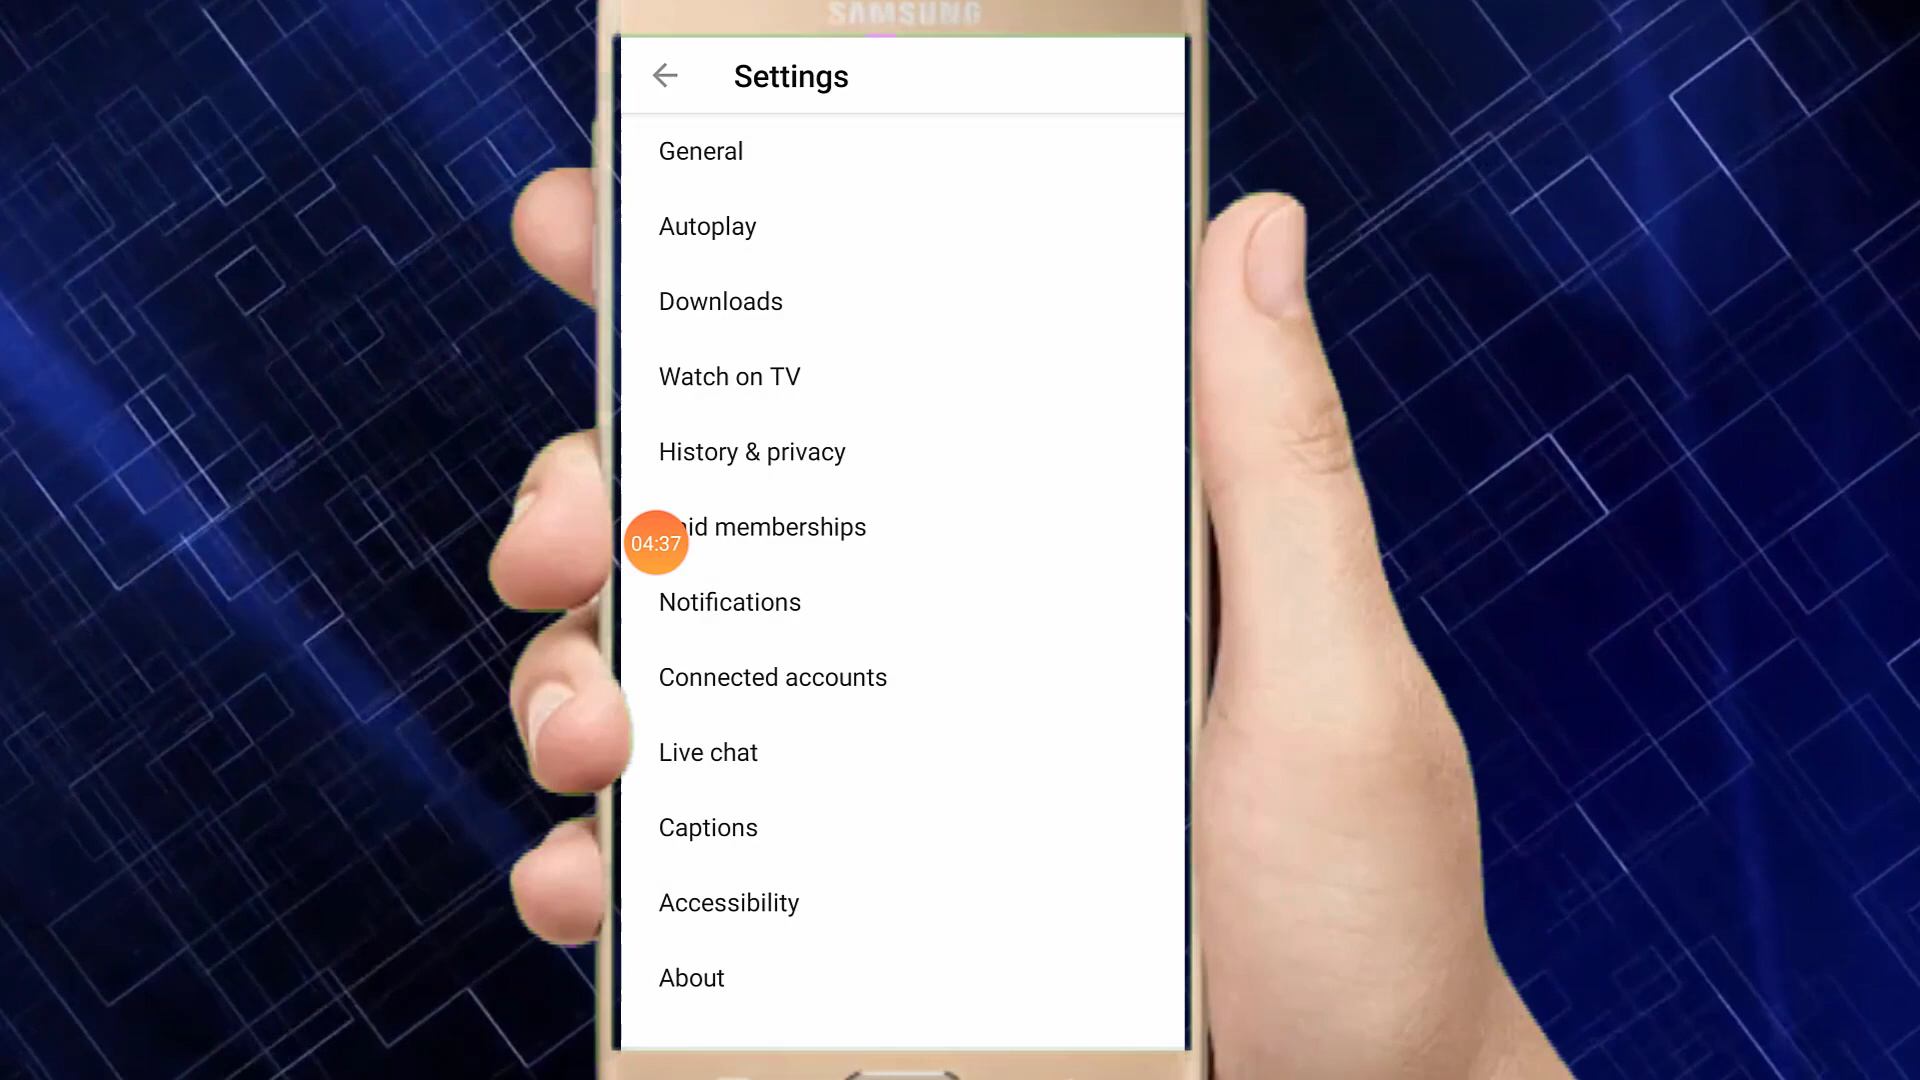 SAMSUNG
Settings
General
Autoplay
Downloads
Watch on TV
History & privacy
id memberships
04:37
Notifications
Connected accounts
Live chat
Captions
Accessibility
About